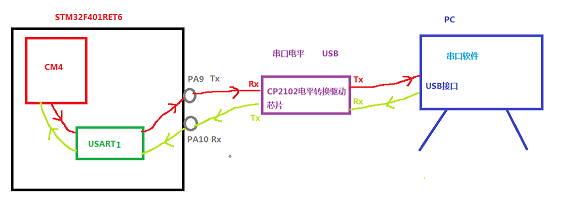 STM32F401RET6
PC
串口电平 USB
串口软件
CM4
PA9 Tx
Rx
Tx
USB接口
CP2102电平转换驱动
芯片
Rx
Tx
USART1
PA10 Rx